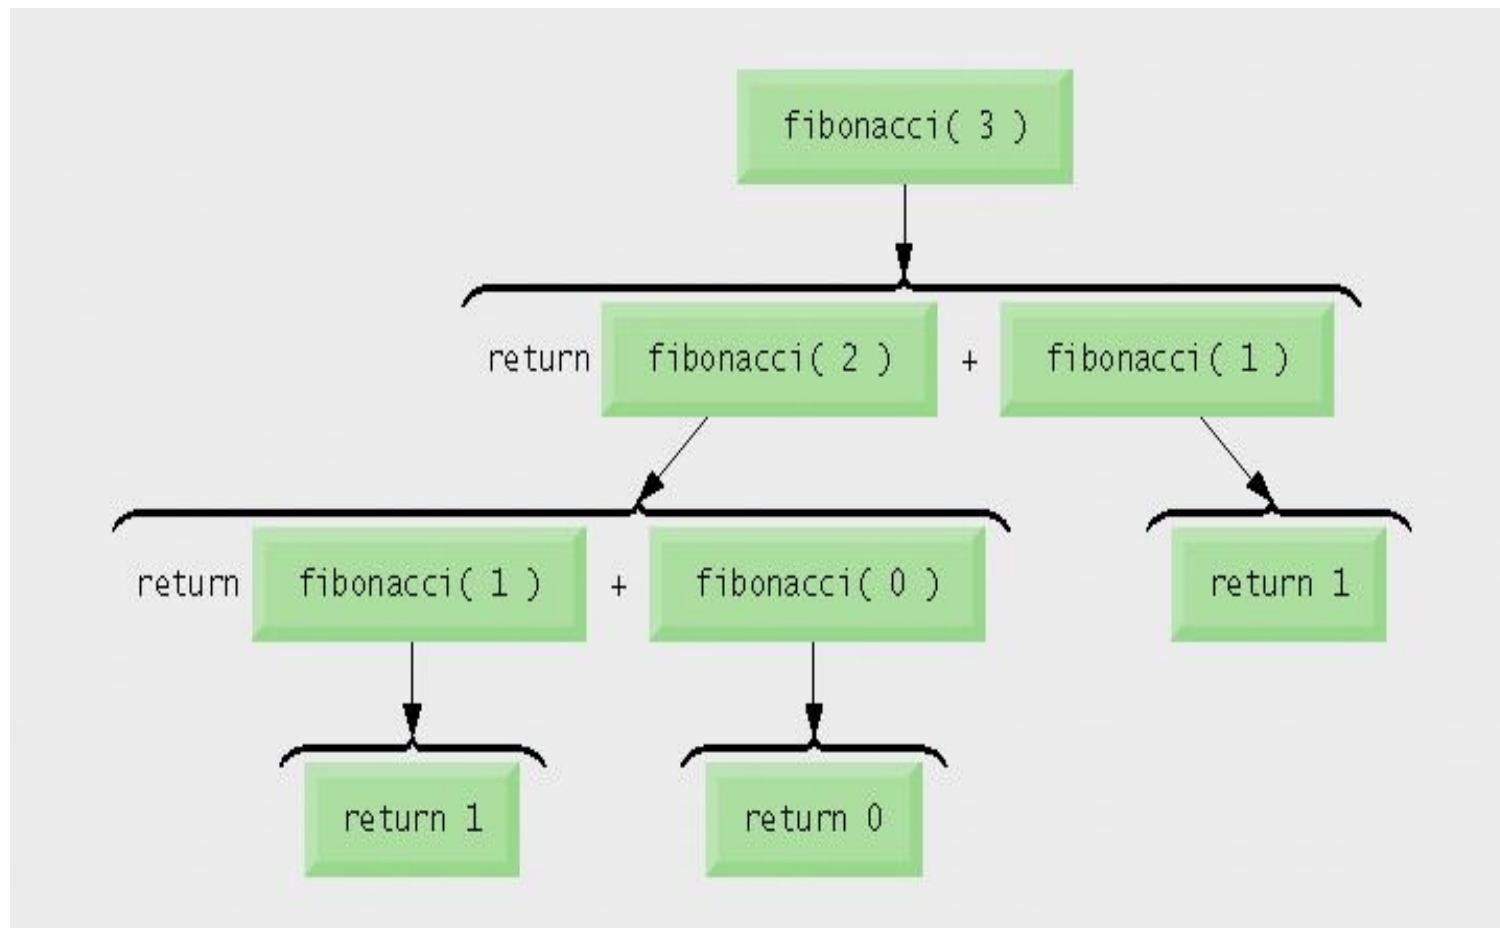 fibonacci( 3 )
return fibonacci( 2 ) + fibonacci( 1 )
return fibonacci( 1 ) + fibonacci( 0 ) return 1
return 1 return 0